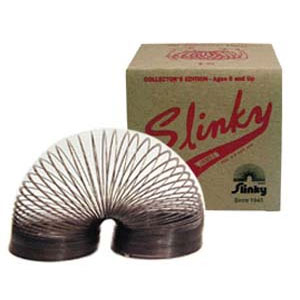 COLLECTOR'S EDITION - Ages 5 and Up
Slinky
Slinky
Since 1945